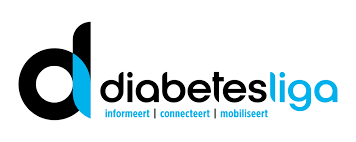 diabetesliga
informeert | connecteert | mobiliseert